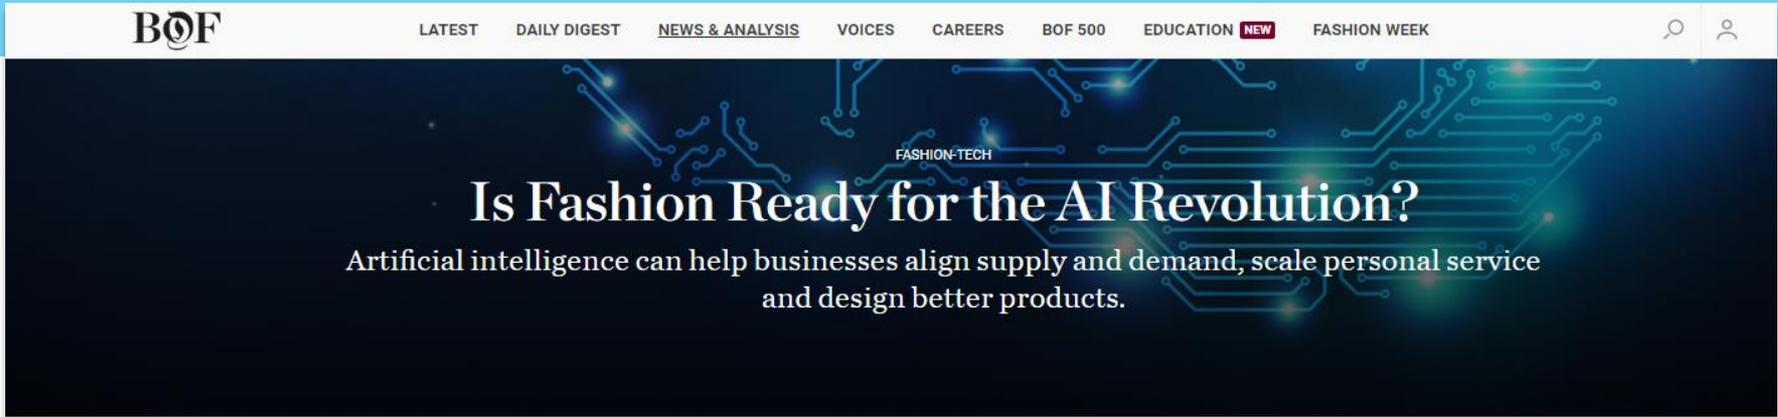 BOF
LATEST DAILY DIGEST NEWS & ANALYSIS VOICES CAREERS BOF 500 EDUCATION NEW FASHION WEEK
FASHION-TECH
Is Fashion Ready for the AI Revolution?
Artificial intelligence can help businesses align supply and demand, scale personal service
and design better products.